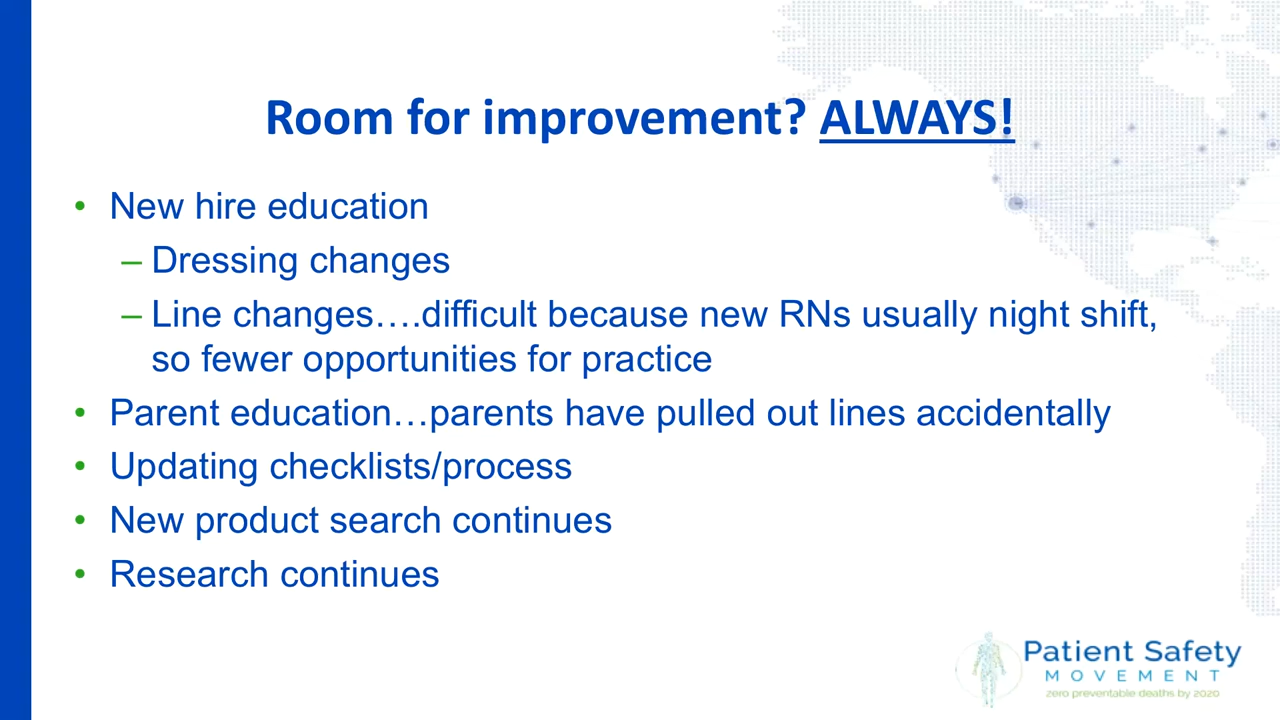 Room for improvement? ALWAYS!
• New hire education
– Dressing changes
– Line changes….difficult because new RNs usually night shift,
so fewer opportunities for practice
• Parent education…parents have pulled out lines accidentally
• Updating checklists/process
• New product search continues
• Research continues
Patient Safety
MOVEMENT
zero preventable deaths by 2020